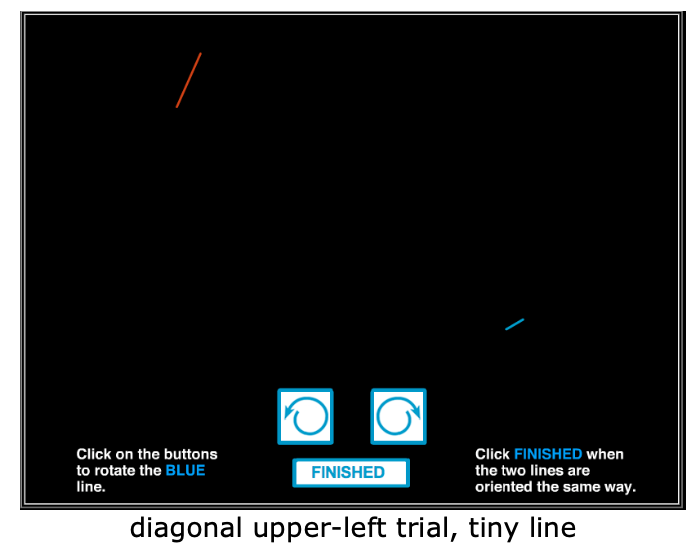 Click on the buttons
to rotate the BLUE
line.
FINISHED
Click FINISHED when
the two lines are
oriented the same way.
diagonal upper-left trial, tiny line